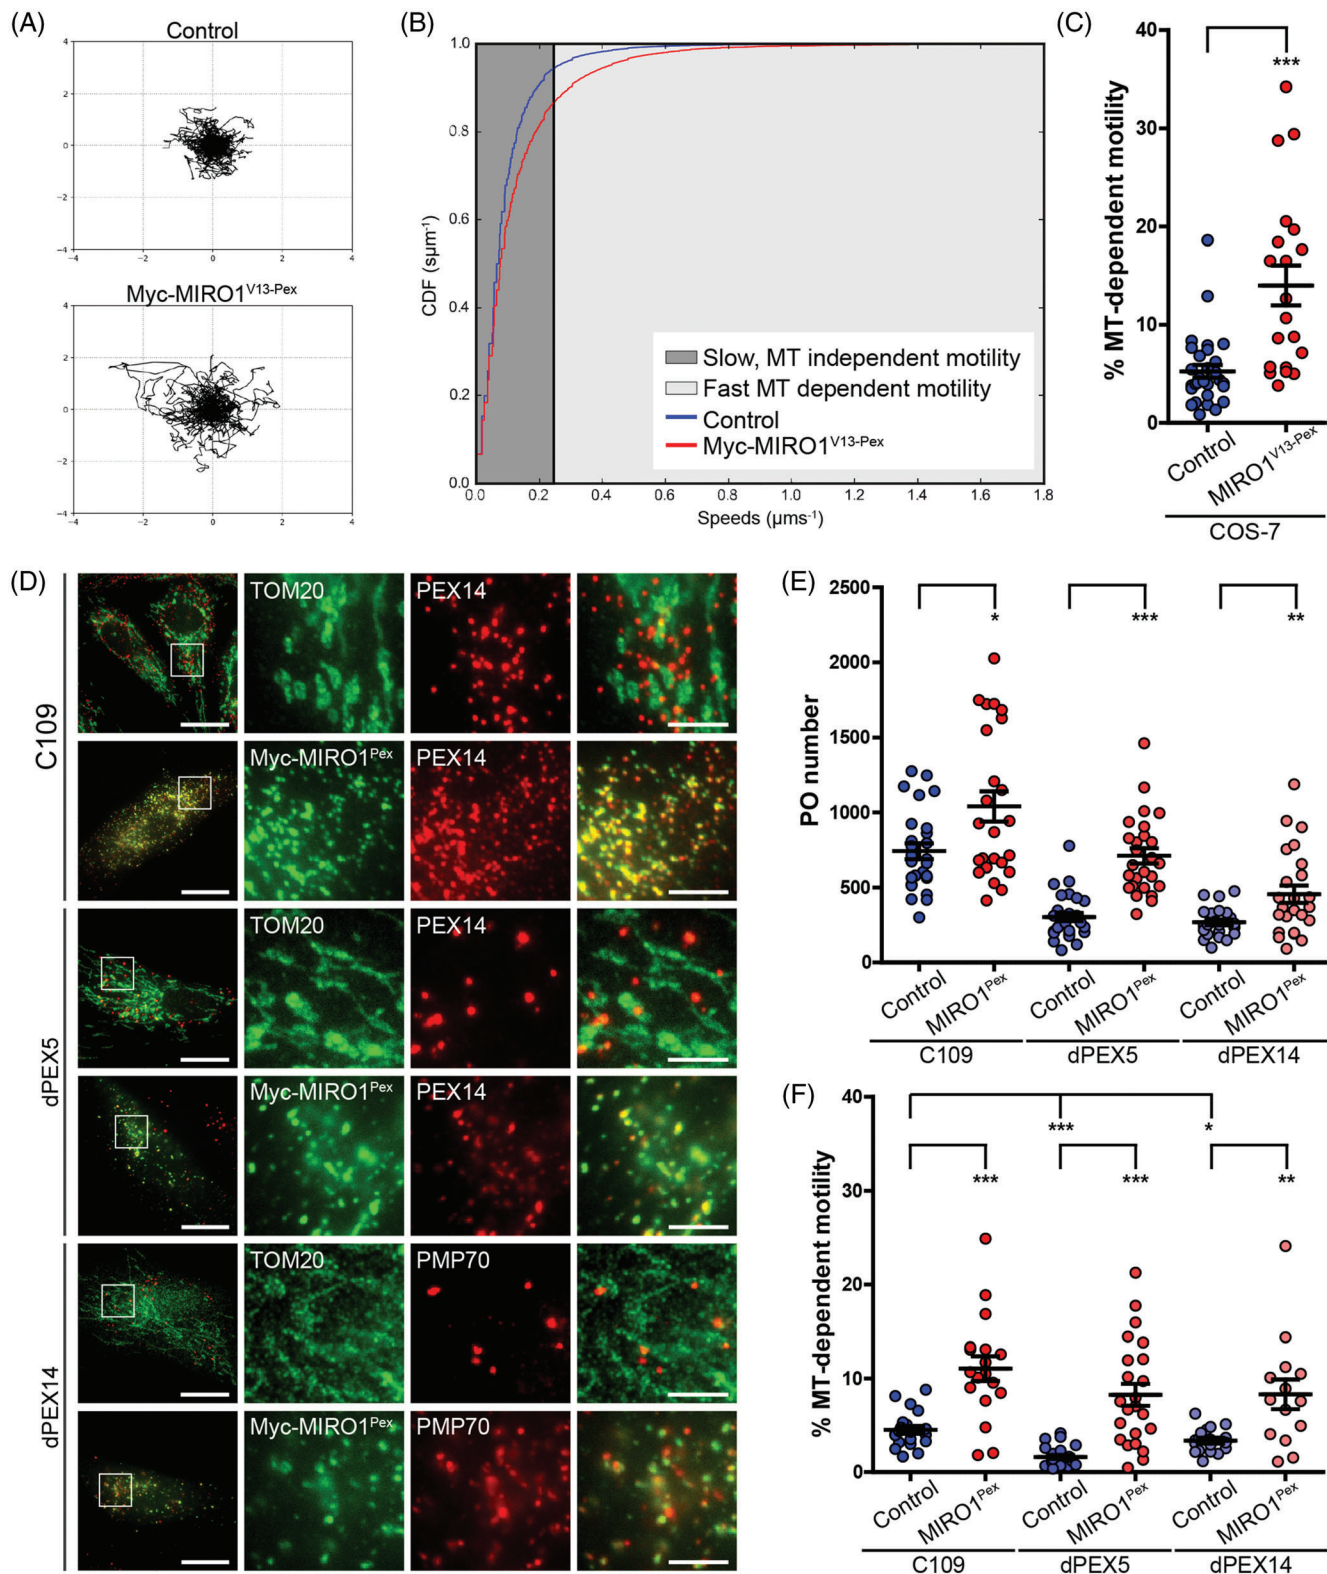 (A)
Control
4
2
0
−2
−4
−4
−2
0
2
4
Myc-MIRO1V13-Pex
4
2
0
−2
−4
−4
−2
0
2
4
(B)
CDF (sμm-1)
1.0
0.8
0.6
0.4
0.2
0.0
0.0
0.2
0.4
0.6
0.8
1.0
1.2
1.4
1.6
1.8
Speeds (μms-1)
Slow, MT independent motility
Fast MT dependent motility
Control
Myc-MIRO1V13-Pex
(C)
% MT-dependent motility
40
30
20
10
0
***
Control
MIRO1V13-Pex
COS-7
(D)
C109
TOM20
PEX14
Myc-MIRO1Pex
PEX14
dPEX5
TOM20
PEX14
Myc-MIRO1Pex
PEX14
dPEX14
TOM20
PMP70
Myc-MIRO1Pex
PMP70
(E)
PO number
2500
2000
1500
1000
500
0
*
***
**
Control
MIRO1Pex
Control
MIRO1Pex
Control
MIRO1Pex
C109
dPEX5
dPEX14
(F)
% MT-dependent motility
40
30
20
10
0
***
*
***
***
**
Control
MIRO1Pex
Control
MIRO1Pex
Control
MIRO1Pex
C109
dPEX5
dPEX14